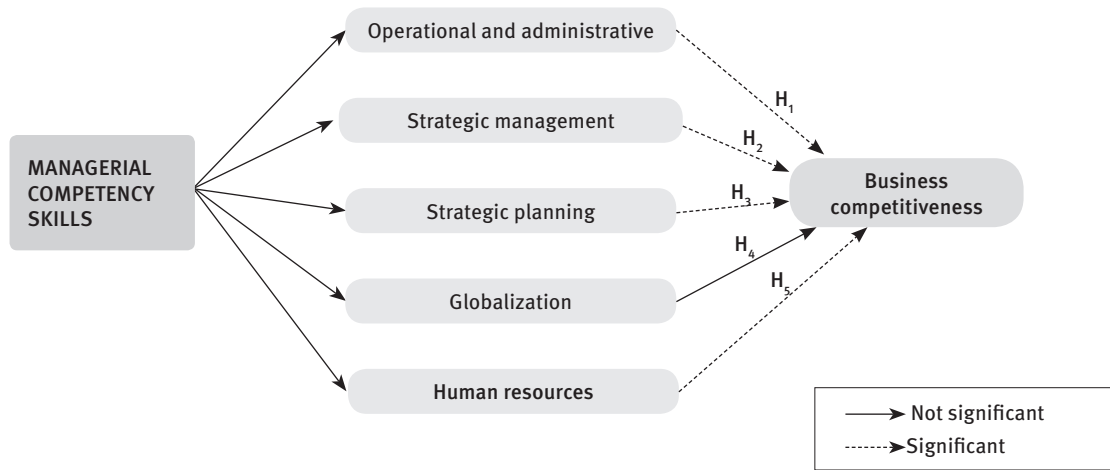 Operational and administrative
H₁
Strategic management
H₂
MANAGERIAL
COMPETENCY
SKILLS
Business
competitiveness
Strategic planning
H₃
H₄
Globalization
H₅
Human resources
Not significant
Significant